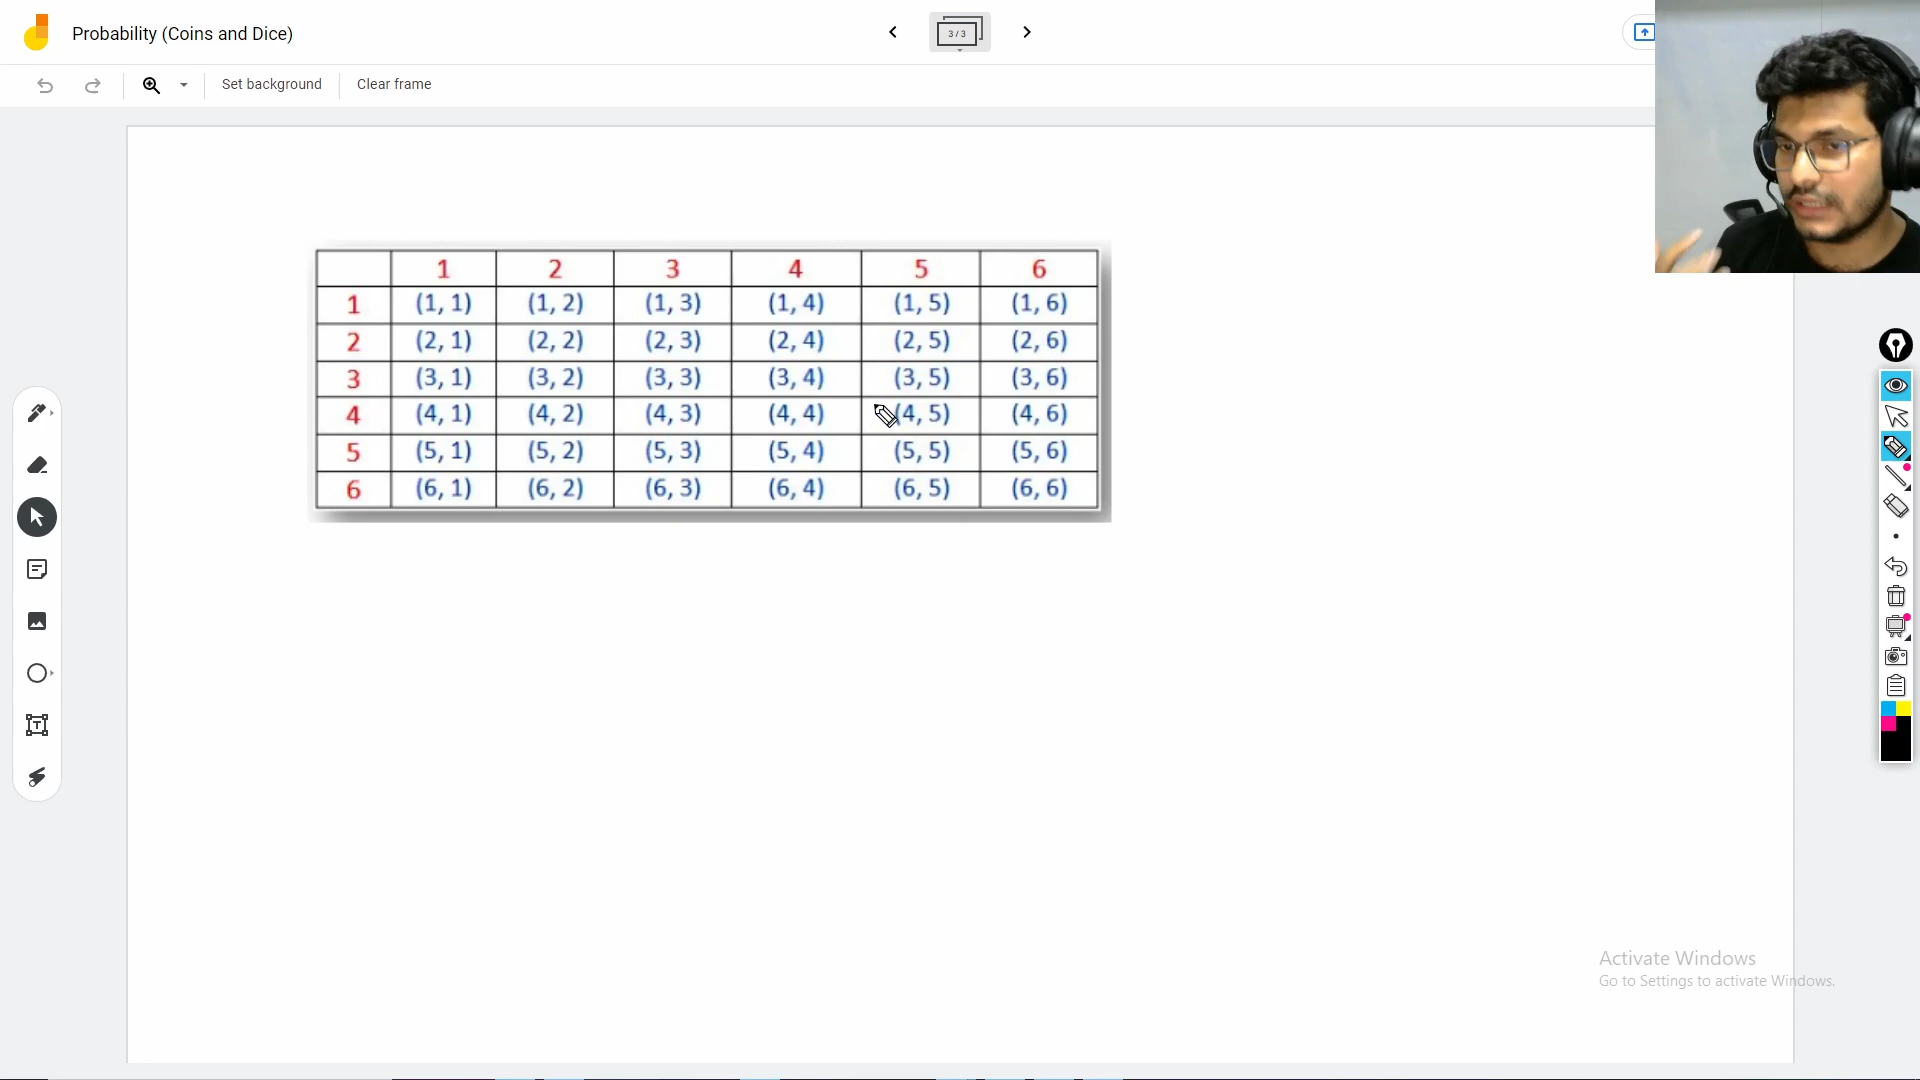 Probability (Coins and Dice)
3 / 3
Set background
Clear frame
1 2 3 4 5 6
1 (1, 1) (1, 2) (1, 3) (1, 4) (1, 5) (1, 6)
2 (2, 1) (2, 2) (2, 3) (2, 4) (2, 5) (2, 6)
3 (3, 1) (3, 2) (3, 3) (3, 4) (3, 5) (3, 6)
4 (4, 1) (4, 2) (4, 3) (4, 4) (4, 5) (4, 6)
5 (5, 1) (5, 2) (5, 3) (5, 4) (5, 5) (5, 6)
6 (6, 1) (6, 2) (6, 3) (6, 4) (6, 5) (6, 6)
Activate Windows
Go to Settings to activate Windows.